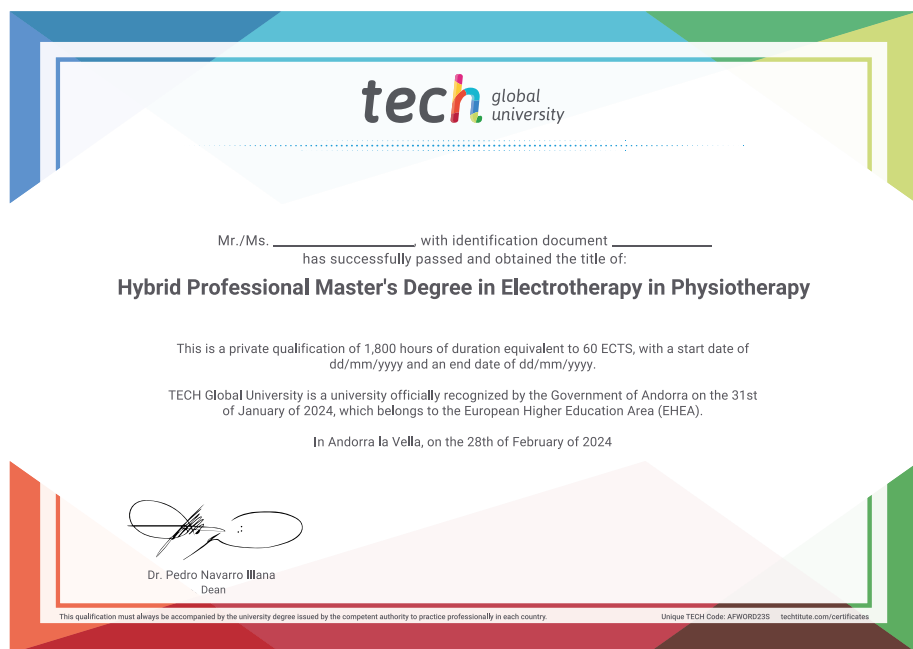 tech global university
Mr./Ms. ____________, with identification document ____________
has successfully passed and obtained the title of:
Hybrid Professional Master's Degree in Electrotherapy in Physiotherapy
This is a private qualification of 1,800 hours of duration equivalent to 60 ECTS, with a start date of
dd/mm/yyyy and an end date of dd/mm/yyyy.
TECH Global University is a university officially recognized by the Government of Andorra on the 31st
of January of 2024, which belongs to the European Higher Education Area (EHEA).
In Andorra la Vella, on the 28th of February of 2024
Dr. Pedro Navarro Illana
Dean
This qualification must always be accompanied by the university degree issued by the competent authority to practice professionally in each country.
Unique TECH Code: AFWORD23S techtitute.com/certificates